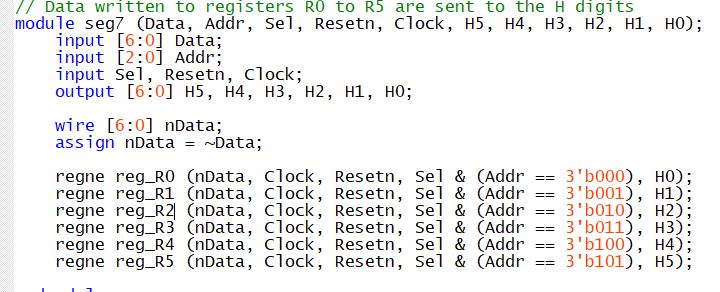 // Data written to registers R0 to R5 are sent to the H digits
module seg7 (Data, Addr, Sel, Resetn, Clock, H5, H4, H3, H2, H1, H0);
    input [6:0] Data;
    input [2:0] Addr;
    input Sel, Resetn, Clock;
    output [6:0] H5, H4, H3, H2, H1, H0;

    wire [6:0] nData;
    assign nData = ~Data;

    regne reg_R0 (nData, Clock, Resetn, Sel & (Addr == 3'b000), H0);
    regne reg_R1 (nData, Clock, Resetn, Sel & (Addr == 3'b001), H1);
    regne reg_R2 (nData, Clock, Resetn, Sel & (Addr == 3'b010), H2);
    regne reg_R3 (nData, Clock, Resetn, Sel & (Addr == 3'b011), H3);
    regne reg_R4 (nData, Clock, Resetn, Sel & (Addr == 3'b100), H4);
    regne reg_R5 (nData, Clock, Resetn, Sel & (Addr == 3'b101), H5);